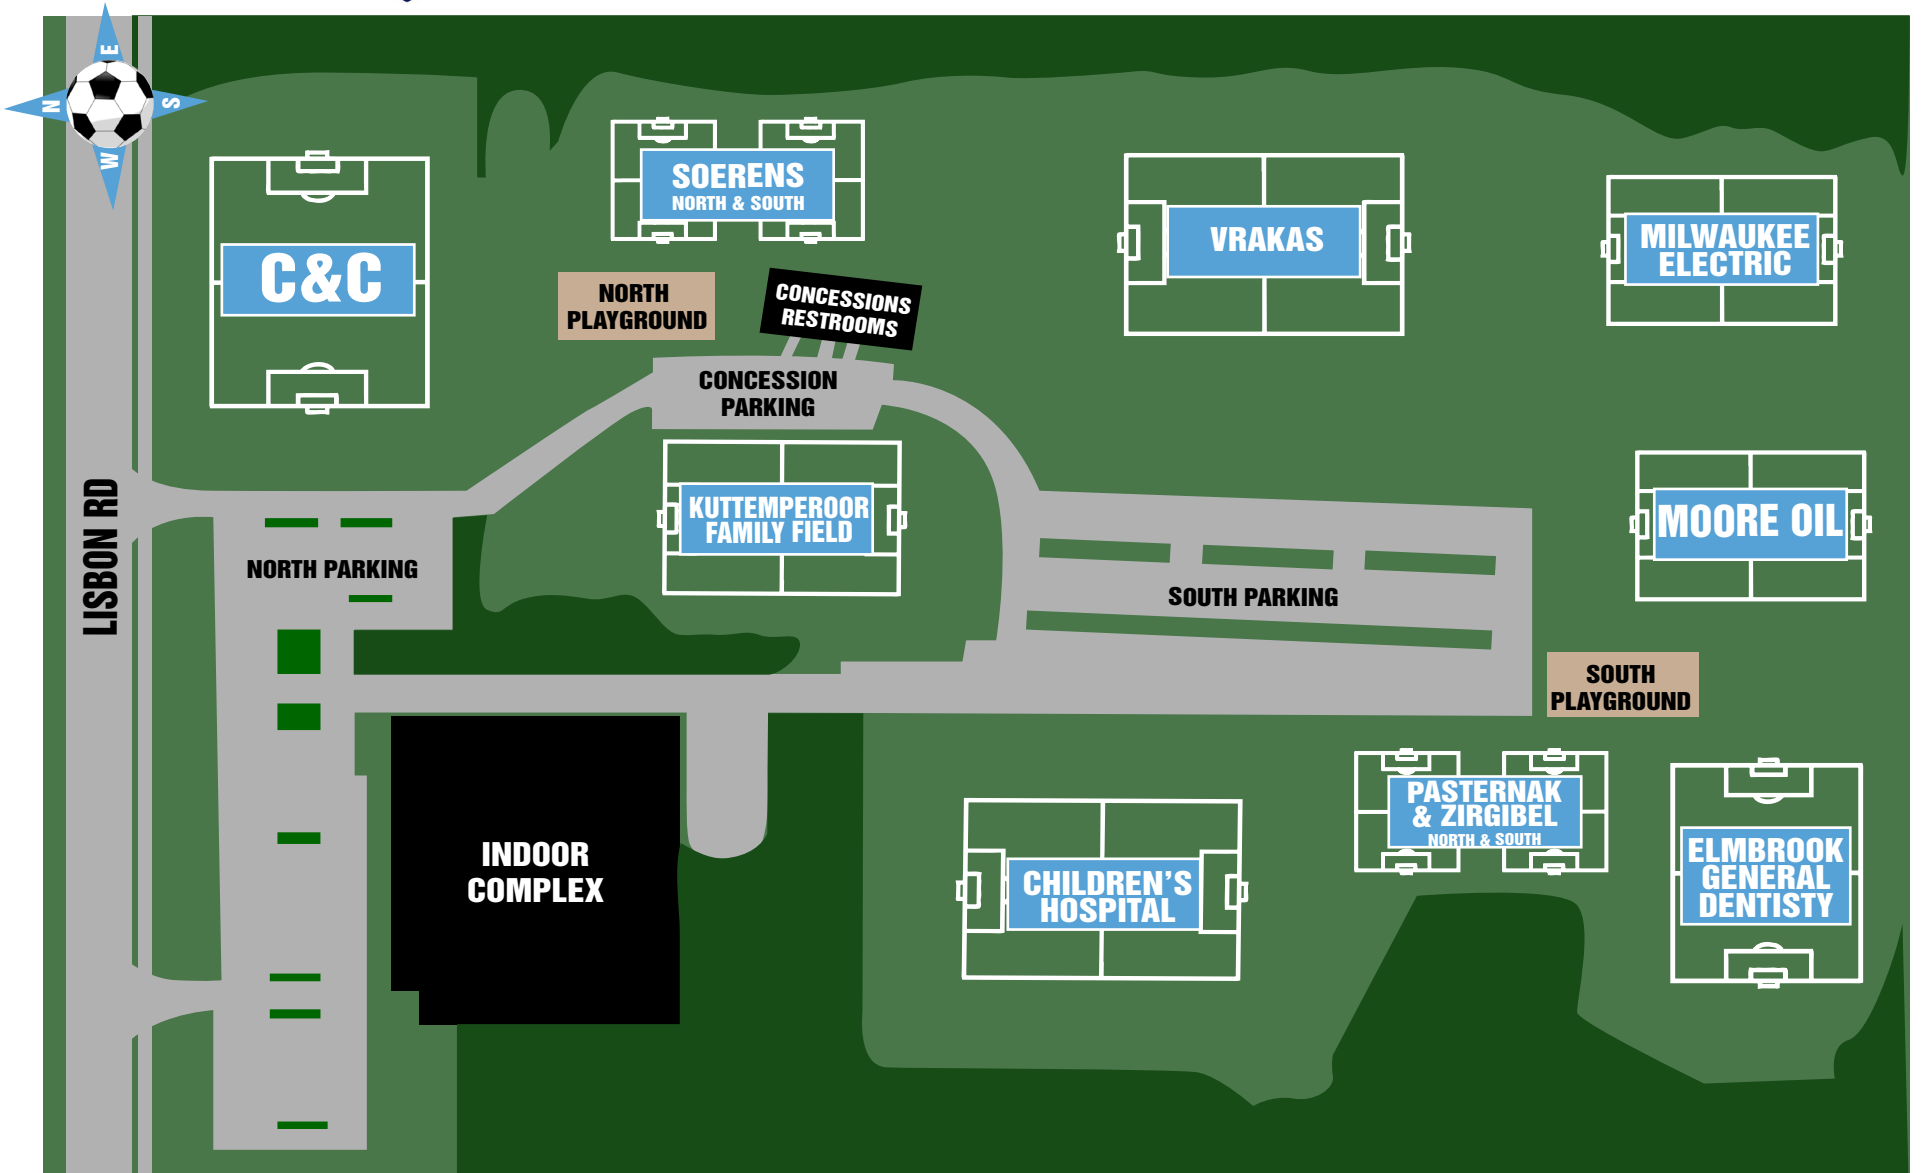 E
N
S
W
SOERENS
NORTH & SOUTH
C&C
VRAKAS
MILWAUKEE
ELECTRIC
NORTH
PLAYGROUND
CONCESSIONS
RESTROOMS
CONCESSION
PARKING
LISBON RD
NORTH PARKING
KUTTEMPEROOR
FAMILY FIELD
MOORE OIL
SOUTH PARKING
SOUTH
PLAYGROUND
INDOOR
COMPLEX
CHILDREN'S
HOSPITAL
PASTERNAK
& ZIRGIBEL
NORTH & SOUTH
ELMBROOK
GENERAL
DENTISTY